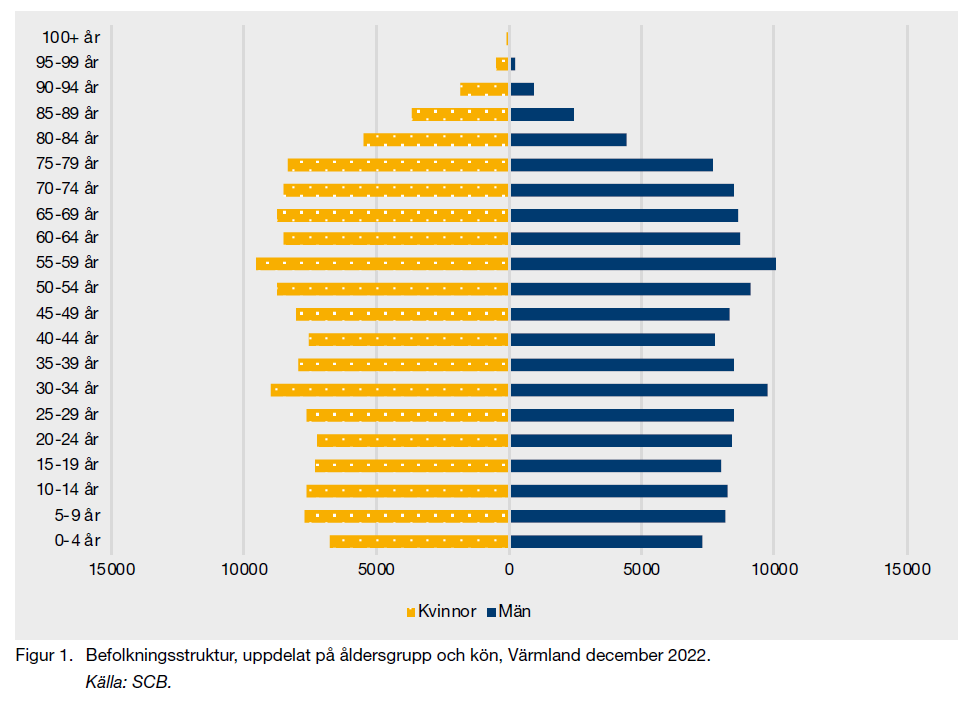 100+ år
95-99 år
90-94 år
85-89 år
80-84 år
75-79 år
70-74 år
65-69 år
60-64 år
55-59 år
50-54 år
45-49 år
40-44 år
35-39 år
30-34 år
25-29 år
20-24 år
15-19 år
10-14 år
5-9 år
0-4 år
15000 10000 5000 0 5000 10000 15000
Kvinnor Män
Figur 1. Befolkningsstruktur, uppdelat på åldersgrupp och kön, Värmland december 2022.
Källa: SCB.